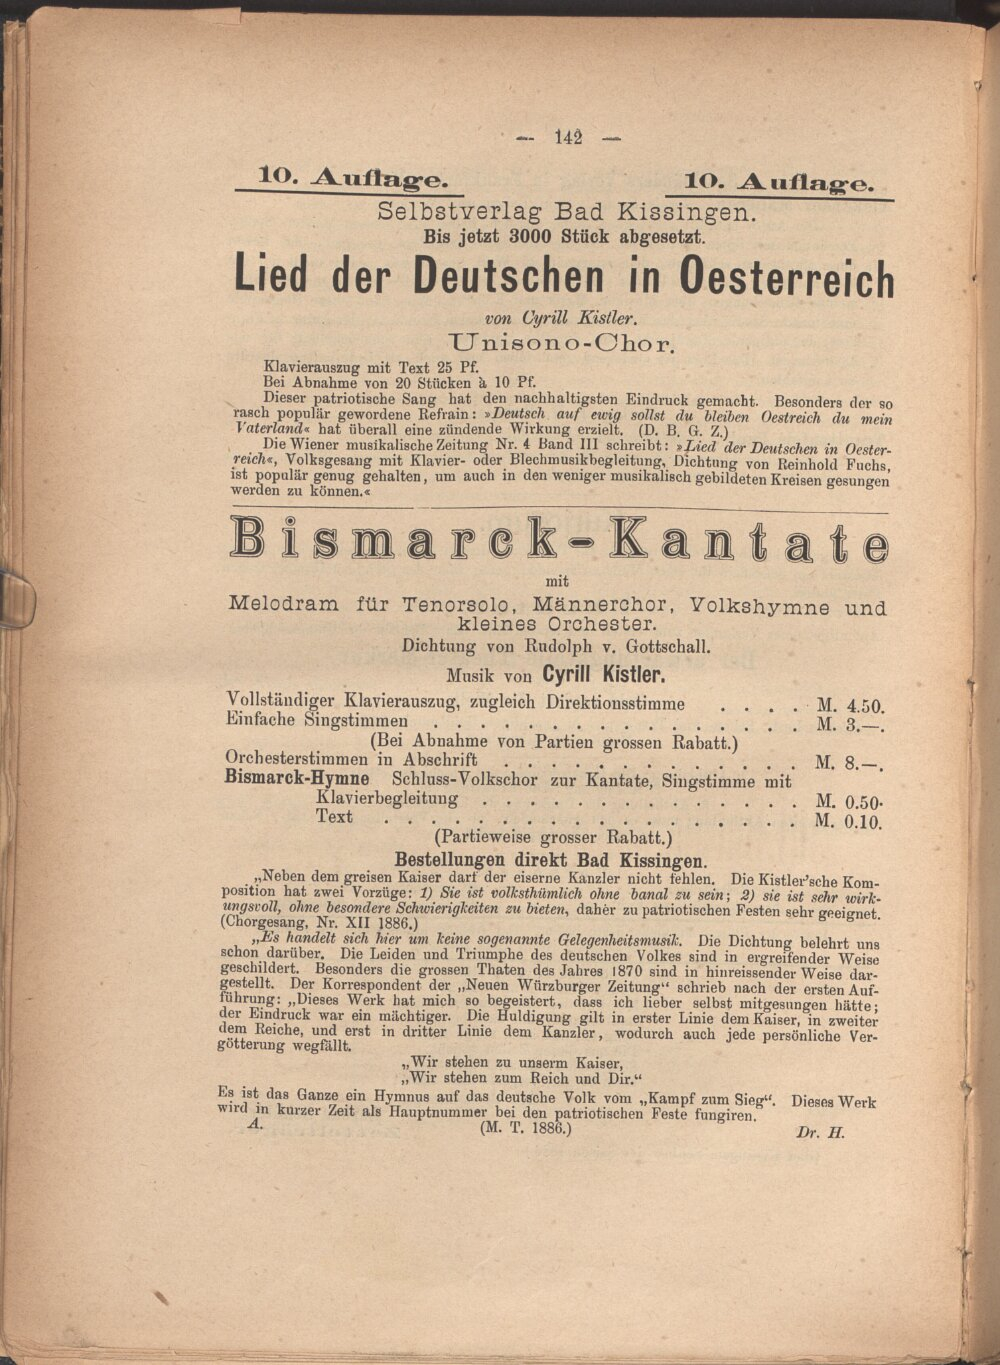 — 142 —
10. Auflage. 10. Auflage.
Selbstverlag Bad Kissingen.
Bis jetzt 3000 Stück abgesetzt.
Lied der Deutschen in Oesterreich
von Cyrill Kistler.
Unisono-Chor.
Klavierauszug mit Text 25 Pf.
Bei Abnahme von 20 Stücken à 10 Pf.
Dieser patriotische Sang hat den nachhaltigsten Eindruck gemacht. Besonders der so
rasch populär gewordene Refrain: »Deutsch auf ewig sollst du bleiben Oestreich du mein
Vaterland« hat überall eine zündende Wirkung erzielt. (D. B. G. Z.)
Die Wiener musikalische Zeitung Nr. 4 Band III schreibt: »Lied der Deutschen in Oester-
reich«, Volksgesang mit Klavier- oder Blechmusikbegleitung, Dichtung von Reinhold Fuchs,
ist populär genug gehalten, um auch in den weniger musikalisch gebildeten Kreisen gesungen
werden zu können.«
Bismarck-Kantate
mit
Melodram für Tenorsolo, Männerchor, Volkshymne und
kleines Orchester.
Dichtung von Rudolph v. Gottschall.
Musik von Cyrill Kistler.
Vollständiger Klavierauszug, zugleich Direktionsstimme . . . . M. 4.50.
Einfache Singstimmen . . . . . . . . . . . . . . . . . M. 3.—.
(Bei Abnahme von Partien grossen Rabatt.)
Orchesterstimmen in Abschrift . . . . . . . . . . . . . M. 8.—.
Bismarck-Hymne Schluss-Volkschor zur Kantate, Singstimme mit
Klavierbegleitung . . . . . . . . . . . . . . M. 0.50.
Text . . . . . . . . . . . . . . . . . . M. 0.10.
(Partieweise grosser Rabatt.)
Bestellungen direkt Bad Kissingen.
„Neben dem greisen Kaiser darf der eiserne Kanzler nicht fehlen. Die Kistler'sche Kom-
position hat zwei Vorzüge: 1) Sie ist volksthümlich ohne banal zu sein; 2) sie ist sehr wirk-
ungsvoll, ohne besondere Schwierigkeiten zu bieten, daher zu patriotischen Festen sehr geeignet.
(Chorgesang, Nr. XII 1886.)
„Es handelt sich hier um keine sogenannte Gelegenheitsmusik. Die Dichtung belehrt uns
schon darüber. Die Leiden und Triumphe des deutschen Volkes sind in ergreifender Weise
geschildert. Besonders die grossen Thaten des Jahres 1870 sind in hinreissender Weise dar-
gestellt. Der Korrespondent der „Neuen Würzburger Zeitung“ schrieb nach der ersten Auf-
führung: „Dieses Werk hat mich so begeistert, dass ich lieber selbst mitgesungen hätte;
der Eindruck war ein mächtiger. Die Huldigung gilt in erster Linie dem Kaiser, in zweiter
dem Reiche, und erst in dritter Linie dem Kanzler, wodurch auch jede persönliche Ver-
götterung wegfällt.
„Wir stehen zu unserm Kaiser,
„Wir stehen zum Reich und Dir.“
Es ist das Ganze ein Hymnus auf das deutsche Volk vom „Kampf zum Sieg“. Dieses Werk
wird in kurzer Zeit als Hauptnummer bei den patriotischen Feste fungiren.
A. (M. T. 1886.) Dr. H.